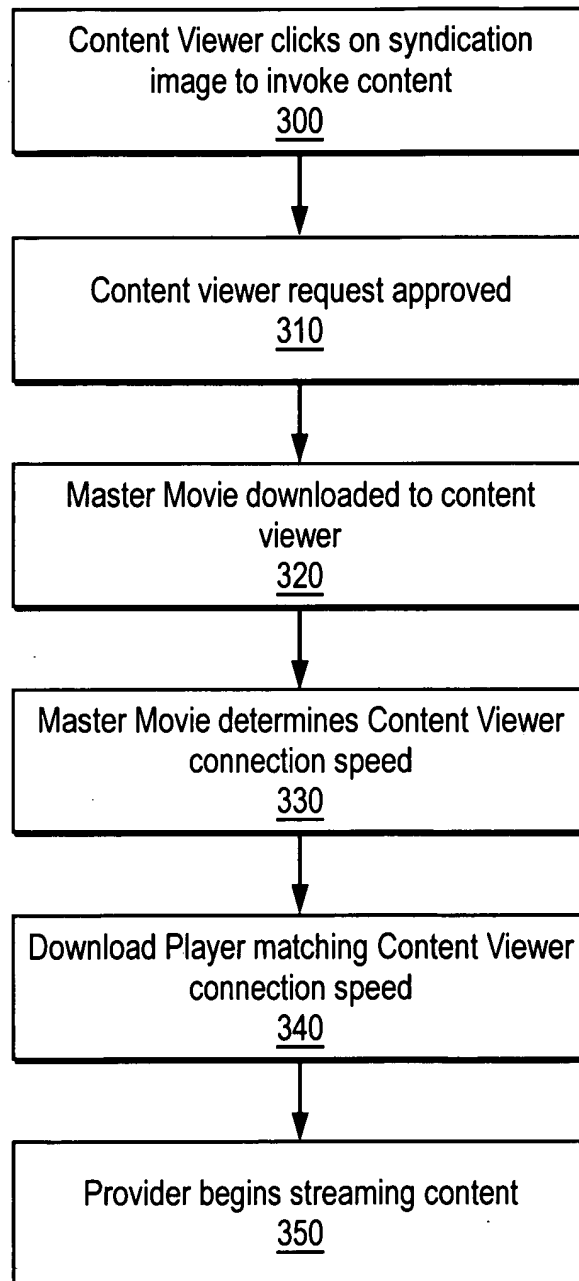 Content Viewer clicks on syndication
image to invoke content
300
Content viewer request approved
310
Master Movie downloaded to content
viewer
320
Master Movie determines Content Viewer
connection speed
330
Download Player matching Content Viewer
connection speed
340
Provider begins streaming content
350